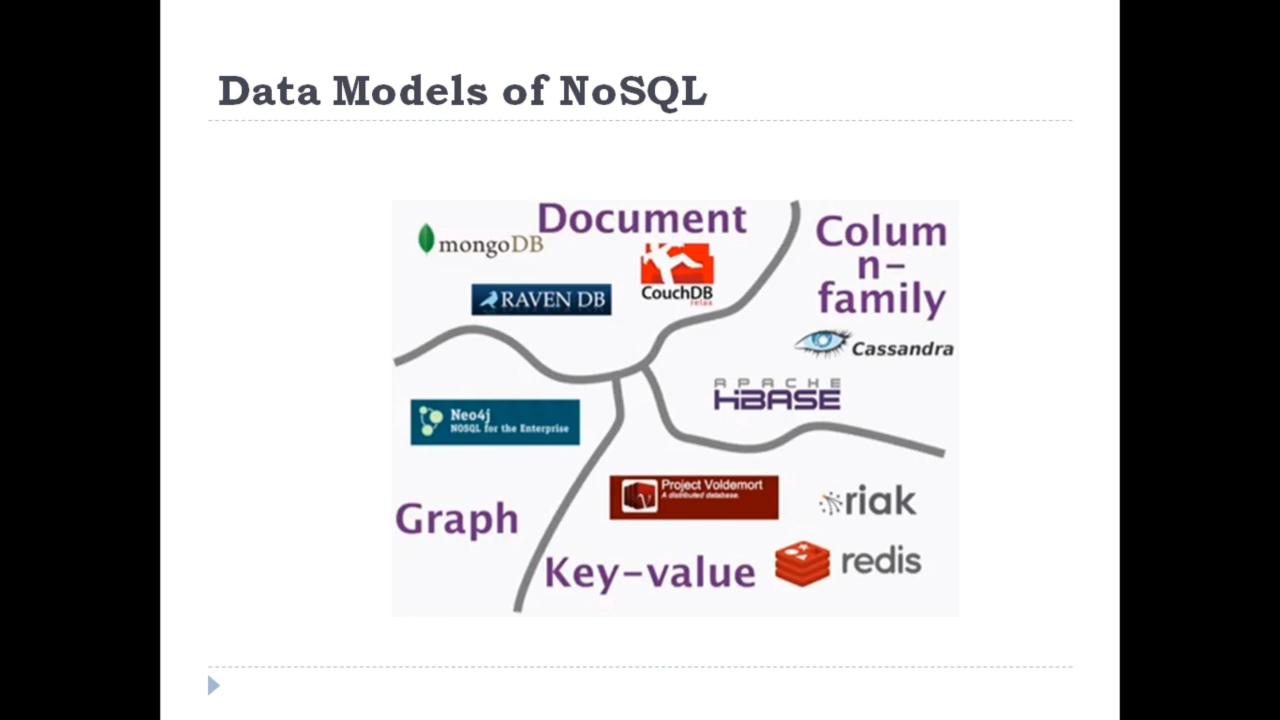 Data Models of NoSQL
Document
mongoDB
RAVEN DB
CouchDB
relax
Colum
n-
family
Cassandra
APACHE
HBASE
Neo4j
NOSQL for the Enterprise
Graph
Project Voldemort
A distributed database.
riak
redis
Key-value